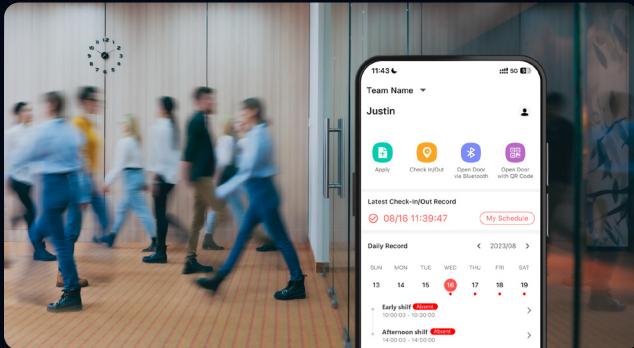 11:43
5G
Team Name
Justin
Apply
Check In/Out
Open Door
via Bluetooth
Open Door
with QR Code
Latest Check-in/Out Record
08/16 11:39:47
My Schedule
Daily Record
2023/08
SUN MON TUE WED THU FRI SAT
13 14 15 16 17 18 19
Early shilf Absent
10:00:00 - 10:30:00
Afternoon shilf Absent
14:00:00 - 14:50:00